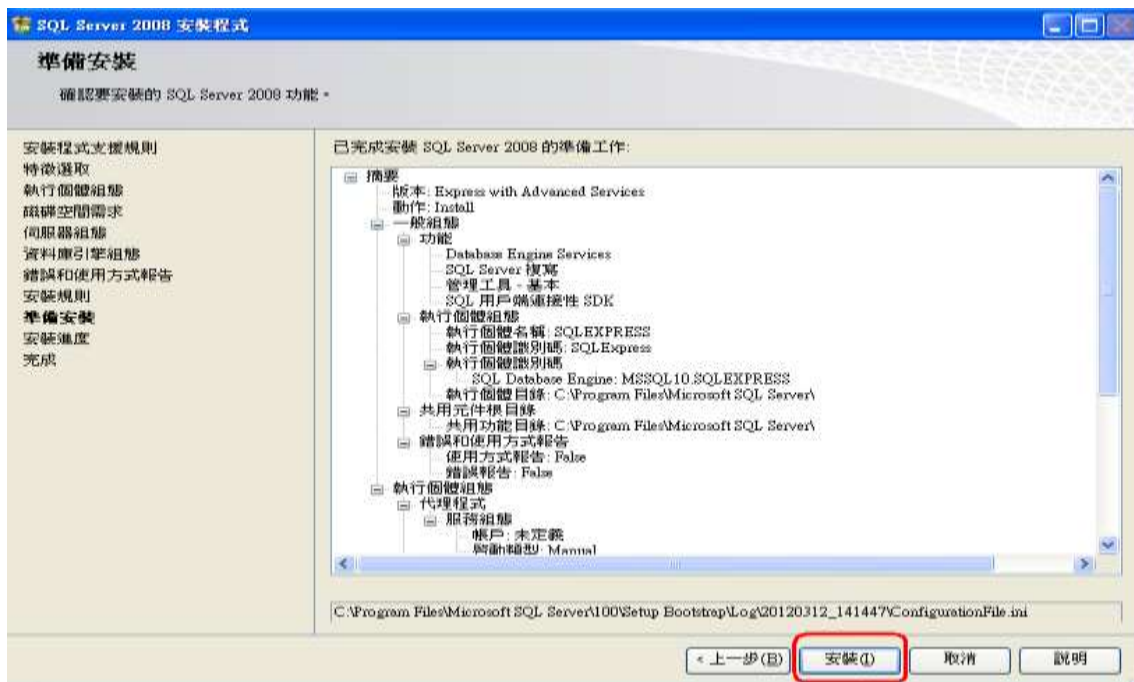 SQL Server 2008 安裝程式
準備安裝
確認要安裝的 SQL Server 2008 功能。
安裝程式支援規則
特徵選取
執行個體組態
磁碟空間需求
伺服器組態
資料庫引擎組態
錯誤和使用方式報告
安裝規則
準備安裝
安裝進度
完成
已完成安裝 SQL Server 2008 的準備工作:
摘要
版本: Express with Advanced Services
動作: Install
一般組態
功能
Database Engine Services
SQL Server 複寫
管理工具 - 基本
SQL 用戶端連接性 SDK
執行個體組態
執行個體名稱: SQLEXPRESS
執行個體識別碼: SQLExpress
執行個體識別碼
SQL Database Engine: MSSQL10.SQLEXPRESS
執行個體目錄: C:\Program Files\Microsoft SQL Server\
共用元件根目錄
共用功能目錄: C:\Program Files\Microsoft SQL Server\
錯誤和使用方式報告
使用方式報告: False
錯誤報告: False
執行個體組態
代理程式
服務組態
帳戶: 未定義
啟動類型: Manual
C:\Program Files\Microsoft SQL Server\100\Setup Bootstrap\Log\20120312_141447\ConfigurationFile.ini
< 上一步(B)
安裝(I)
取消
說明